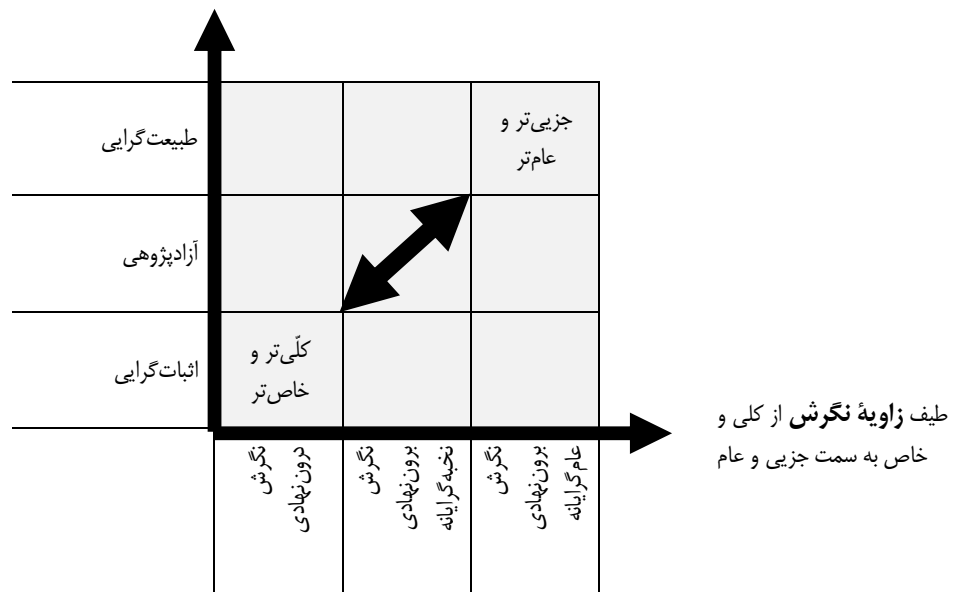 طبیعت‌گرایی
جزیی‌تر و
عام‌تر
آزادپژوهی
اثبات‌گرایی
کلّی‌تر و
خاص‌تر
طیف زاویهٔ نگرش از کلی و
خاص به سمت جزیی و عام
نگرش
درون‌نهادی
نگرش
برون‌نهادی
نخبه‌گرایانه
نگرش
برون‌نهادی
عام‌گرایانه